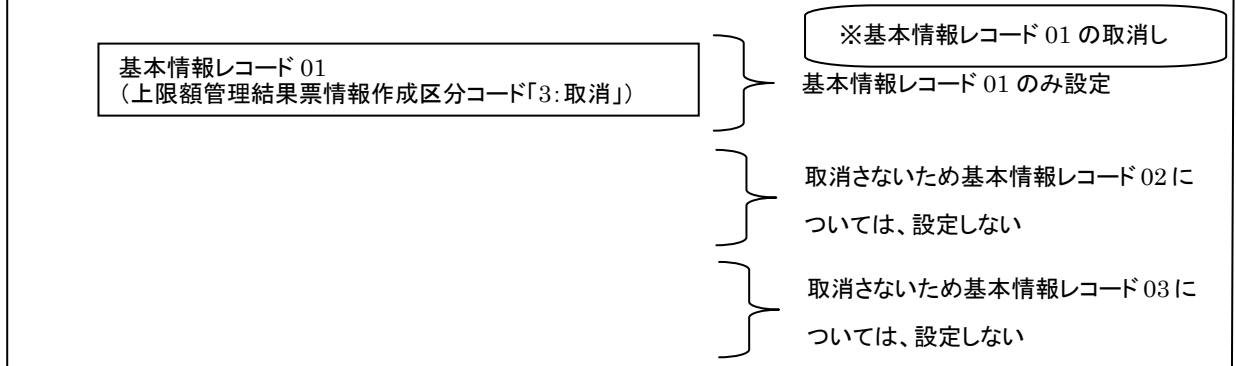 ※基本情報レコード 01 の取消し
基本情報レコード 01
（上限額管理結果票情報作成区分コード「3：取消」）
基本情報レコード 01 のみ設定
取消さないため基本情報レコード 02 に
ついては、設定しない
取消さないため基本情報レコード 03 に
ついては、設定しない